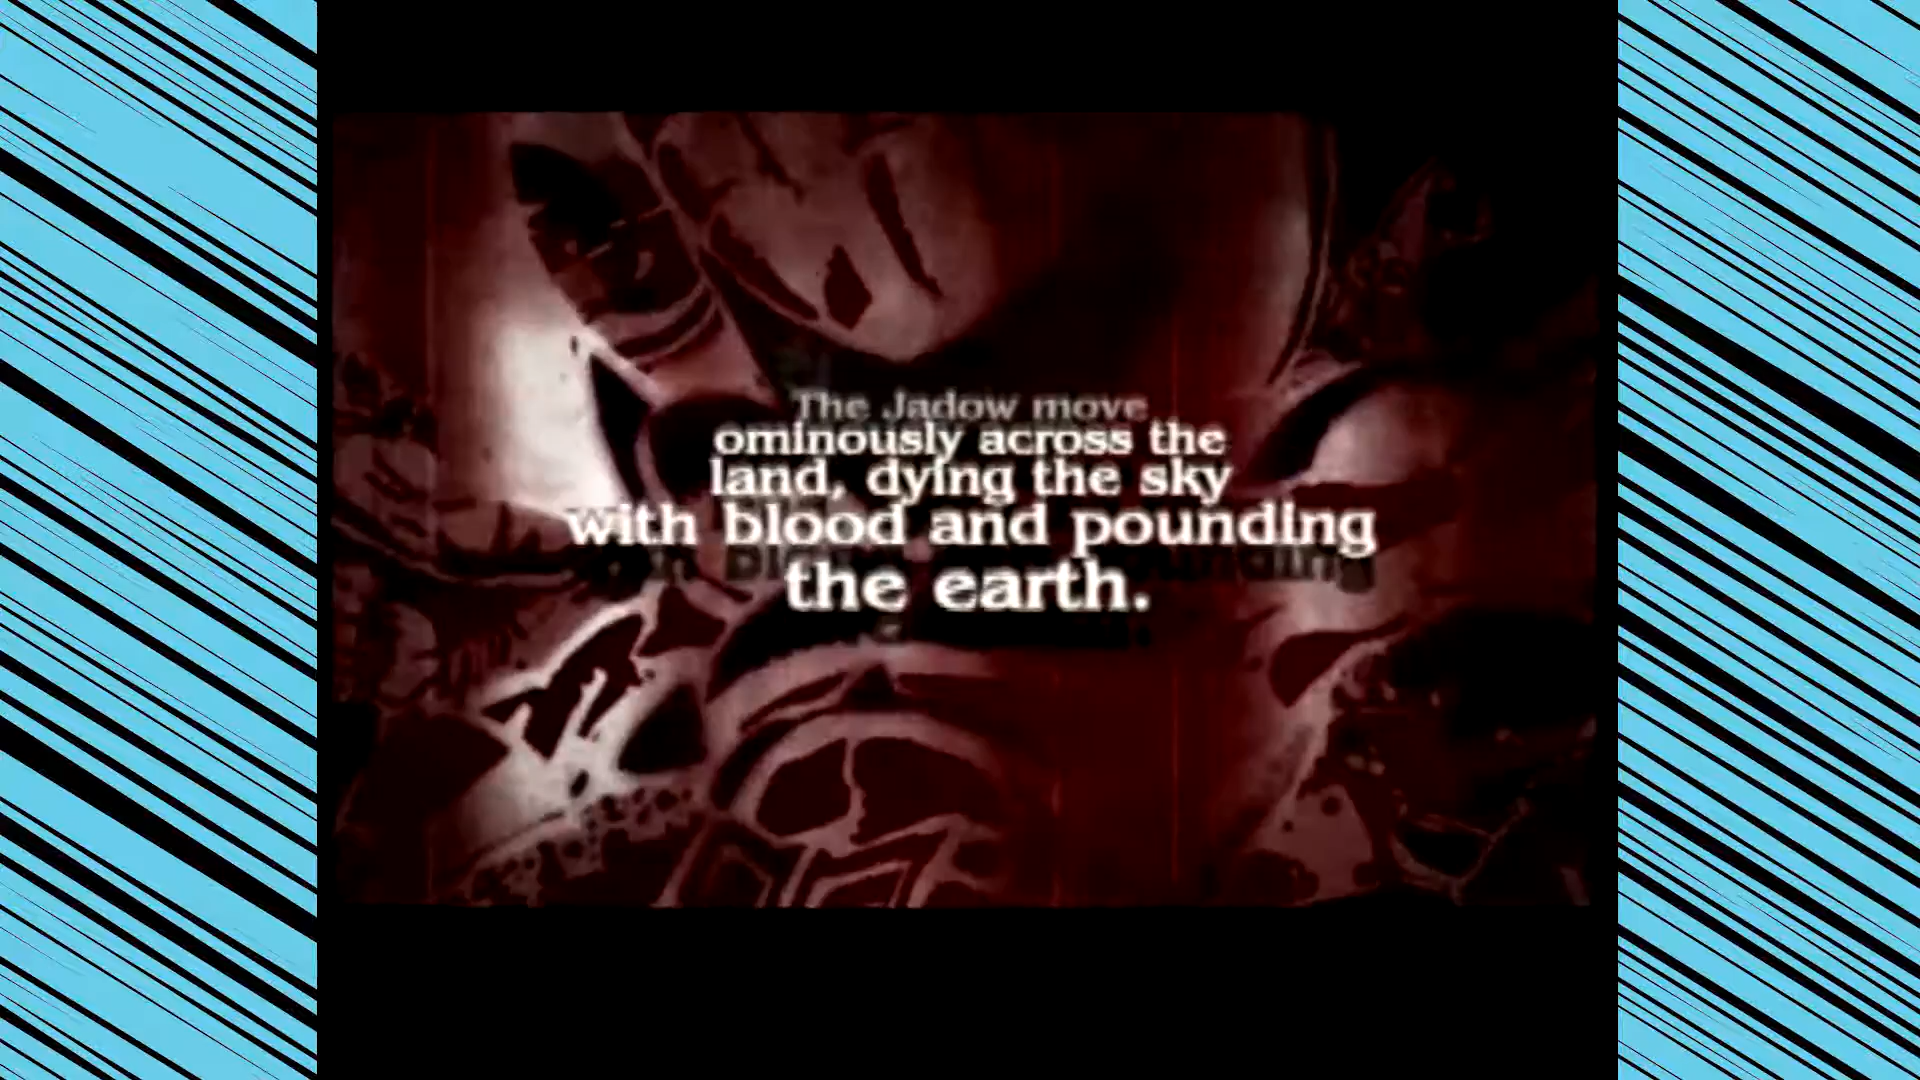 The Jadow move
ominously across the
land, dying the sky
with blood and pounding
the earth.